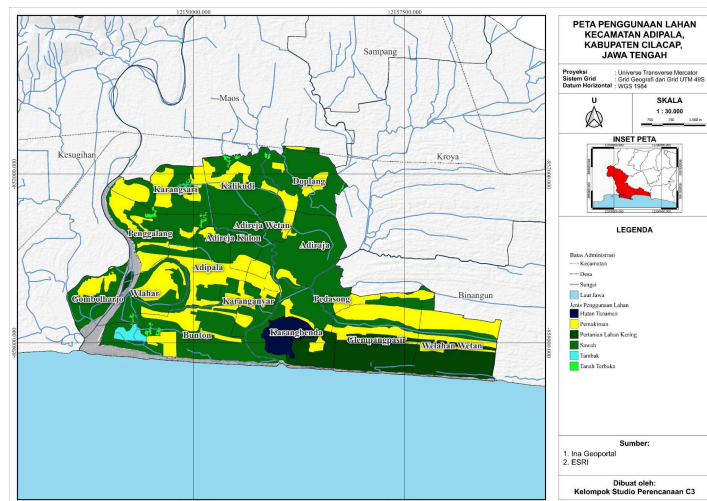 12150000.000
12157500.000
Sampang
Maos
Kesugihan
Kroya
Doplang
Kalikudi
Karangsari
Adireja Wetan
Penggalang
Adireja Kulon
Adiraja
Adipala
Wlahar
Gombolharjo
Karanganyar
Pedasong
Binangun
Bunton
Karangbenda
Glempangpasir
Welahan Wetan
PETA PENGGUNAAN LAHAN
KECAMATAN ADIPALA,
KABUPATEN CILACAP,
JAWA TENGAH
Proyeksi : Universe Transverse Mercator
Sistem Grid : Grid Geografi dan Grid UTM 49S
Datum Horizontal : WGS 1984
U
SKALA
1 : 30.000
INSET PETA
LEGENDA
Batas Administrasi
Kecamatan
Desa
Sungai
Laut Jawa
Jenis Penggunaan Lahan
Hutan Tanaman
Pemukiman
Pertanian Lahan Kering
Sawah
Tambak
Tanah Terbuka
Sumber:
1. Ina Geoportal
2. ESRI
Dibuat oleh:
Kelompok Studio Perencanaan C3